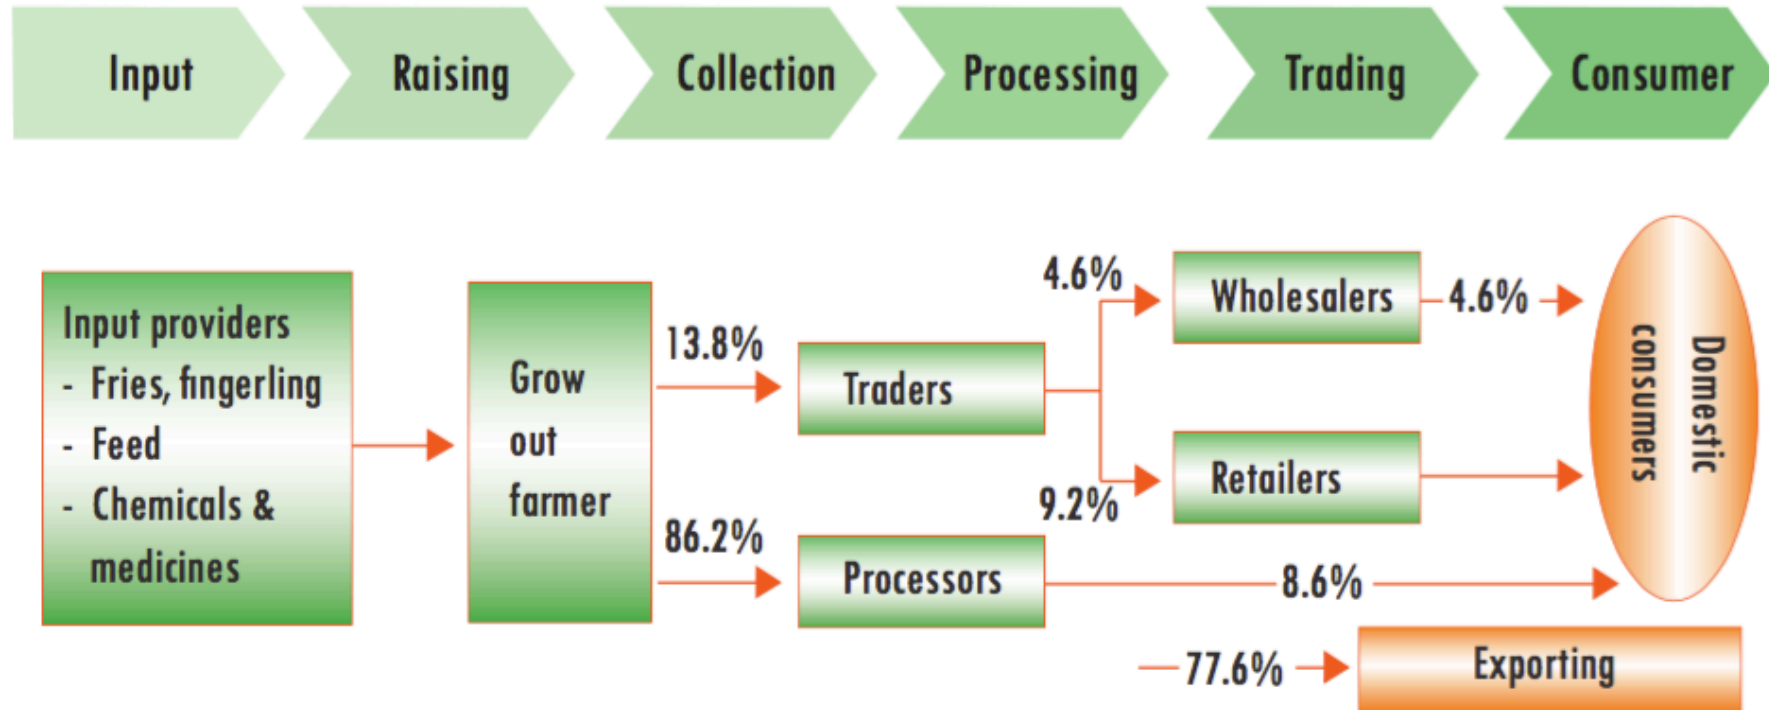 Input
Raising
Collection
Processing
Trading
Consumer
Input providers
- Fries, fingerling
- Feed
- Chemicals &
medicines
Grow
out
farmer
13.8%
86.2%
Traders
Processors
4.6%
9.2%
Wholesalers
Retailers
4.6%
8.6%
77.6%
Domestic
consumers
Exporting